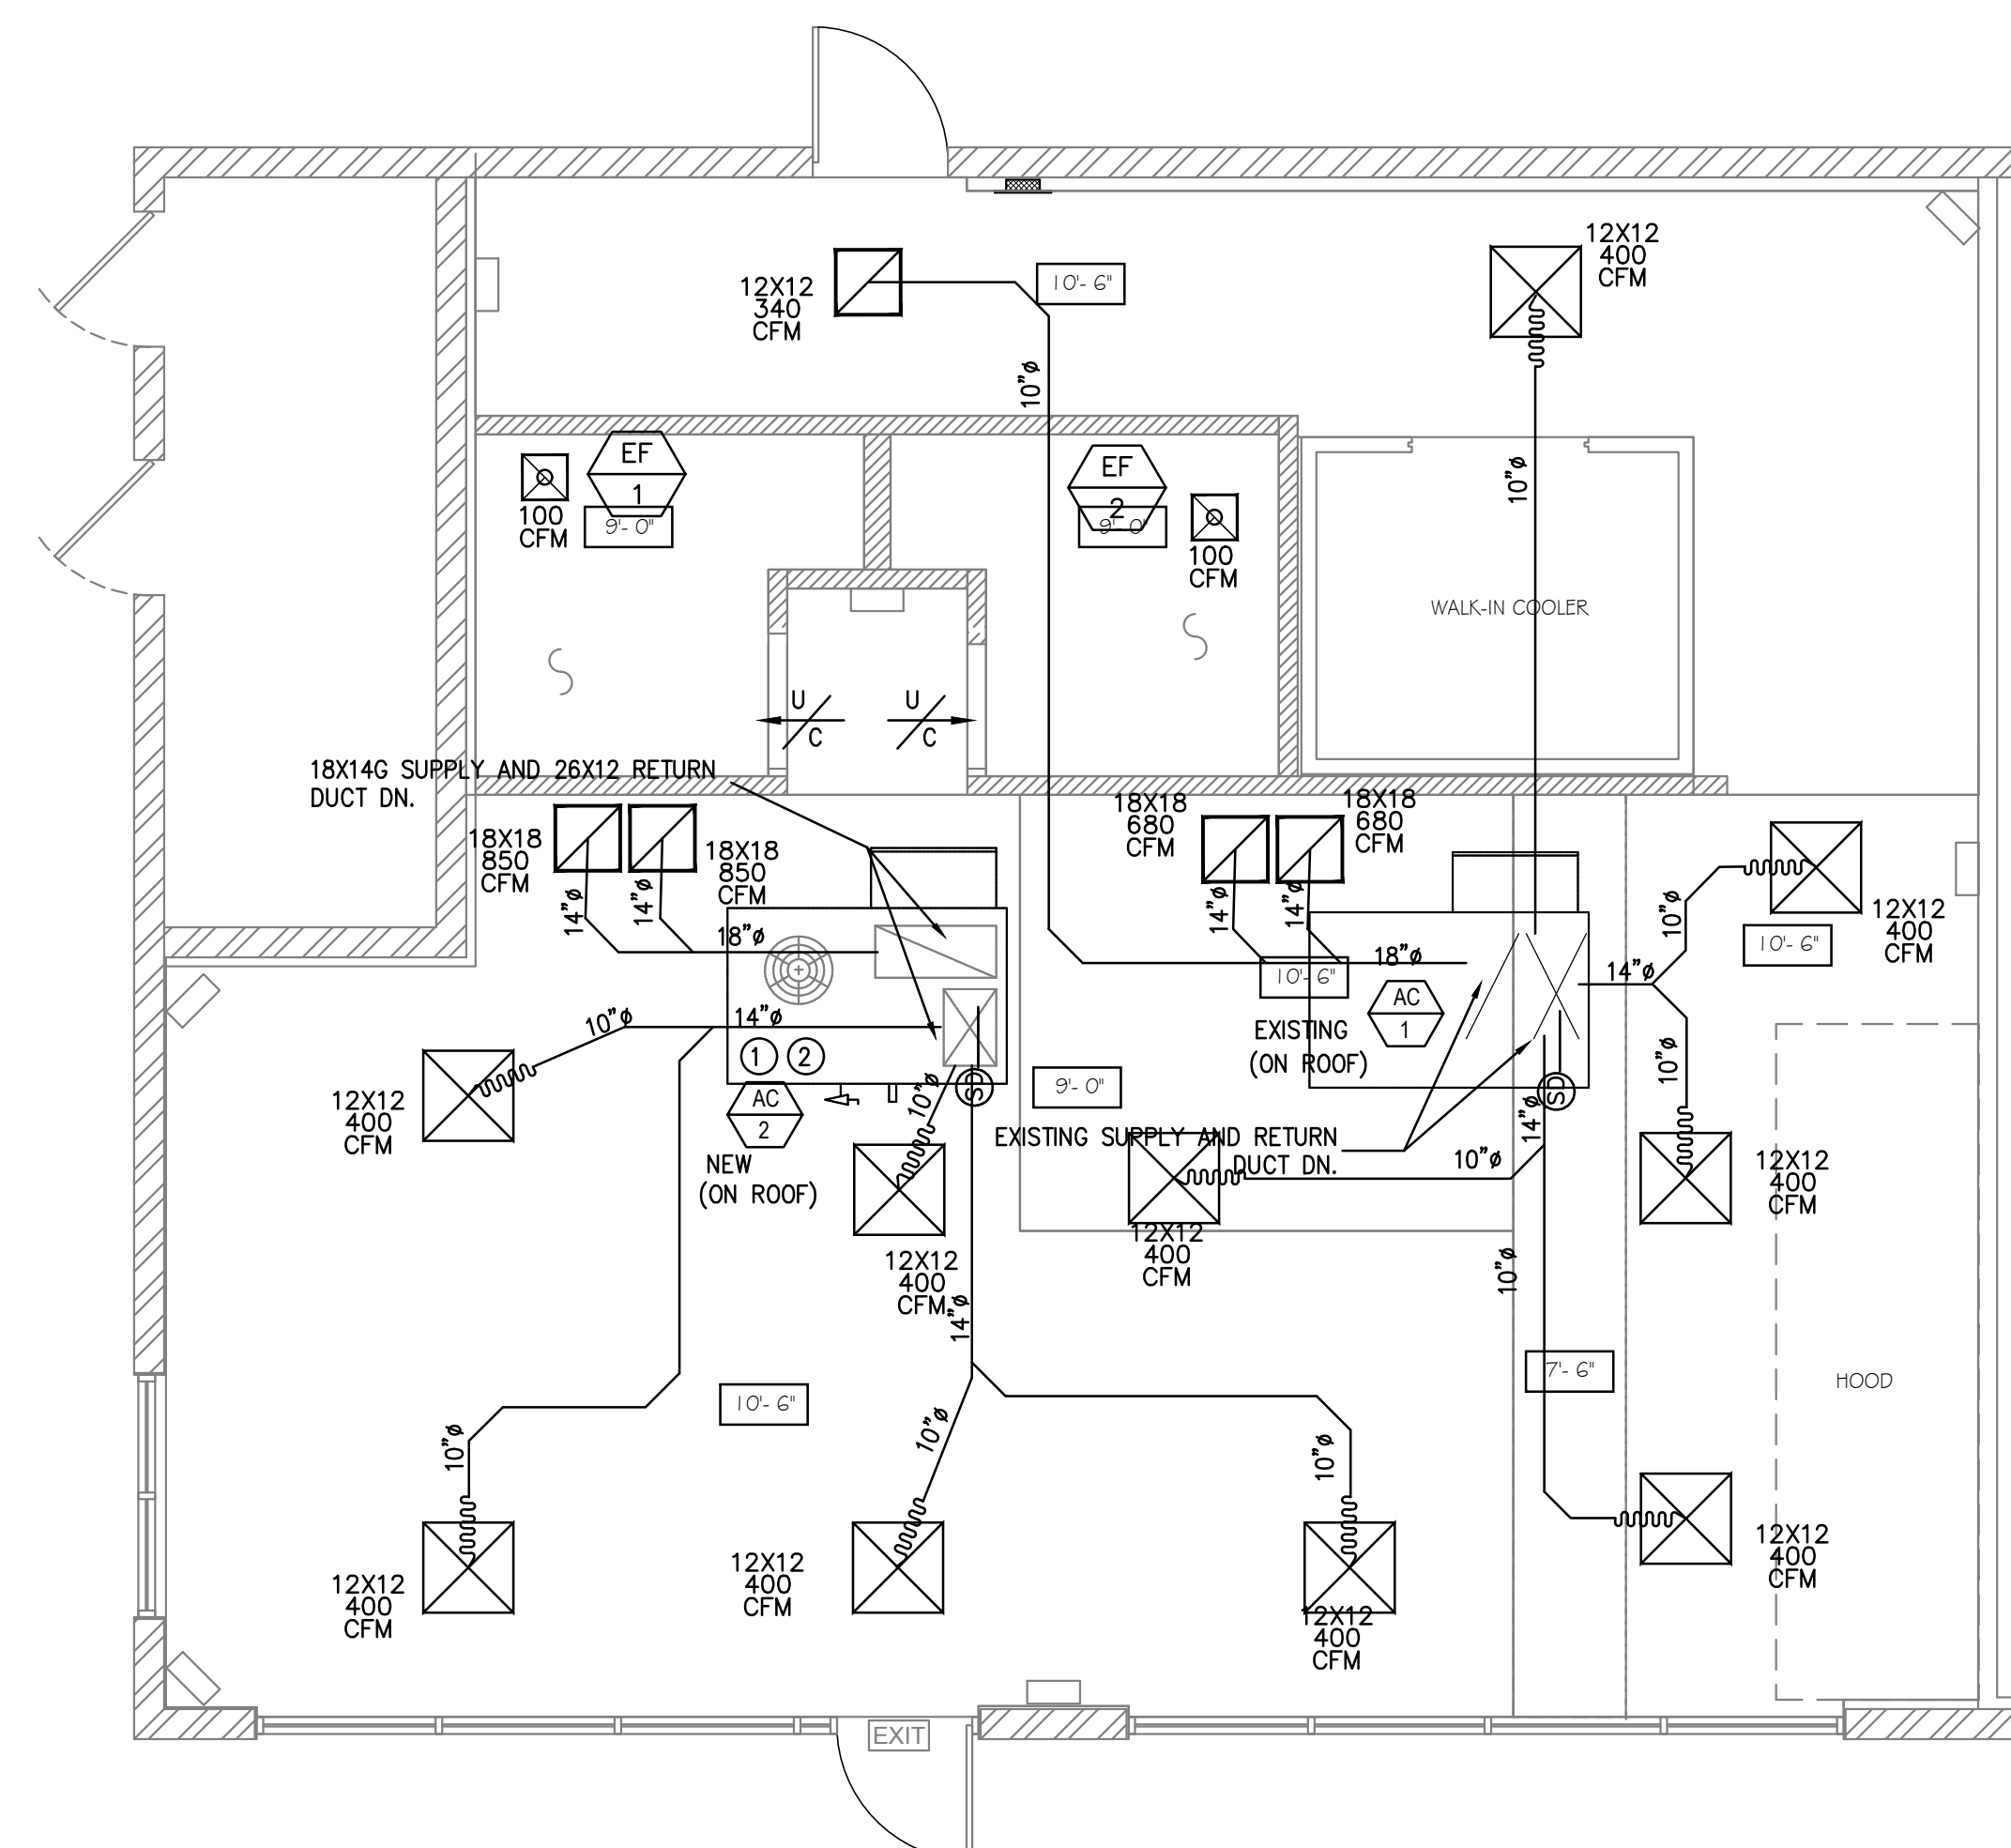 12X12
400
CFM
12X12
340
CFM
10'- 6"
10"ø
EF
1
9'- 0"
100
CFM
EF
2
9'- 0"
100
CFM
10"ø
WALK-IN COOLER
U
C
U
C
18X14G SUPPLY AND 26X12 RETURN
DUCT DN.
18X18
850
CFM
18X18
850
CFM
14"ø
14"ø
18"ø
18X18
680
CFM
18X18
680
CFM
14"ø
14"ø
18"ø
10'- 6"
10"ø
12X12
400
CFM
10'- 6"
14"ø
10"ø
AC
1
EXISTING
(ON ROOF)
10"ø
14"ø
1
2
SD
10"ø
AC
2
NEW
(ON ROOF)
9'- 0"
SD
14"ø
EXISTING SUPPLY AND RETURN
DUCT DN.
10"ø
12X12
400
CFM
12X12
400
CFM
12X12
400
CFM
12X12
400
CFM
14"ø
10"ø
10'- 6"
7'- 6"
HOOD
10"ø
10"ø
10"ø
12X12
400
CFM
12X12
400
CFM
12X12
400
CFM
12X12
400
CFM
EXIT